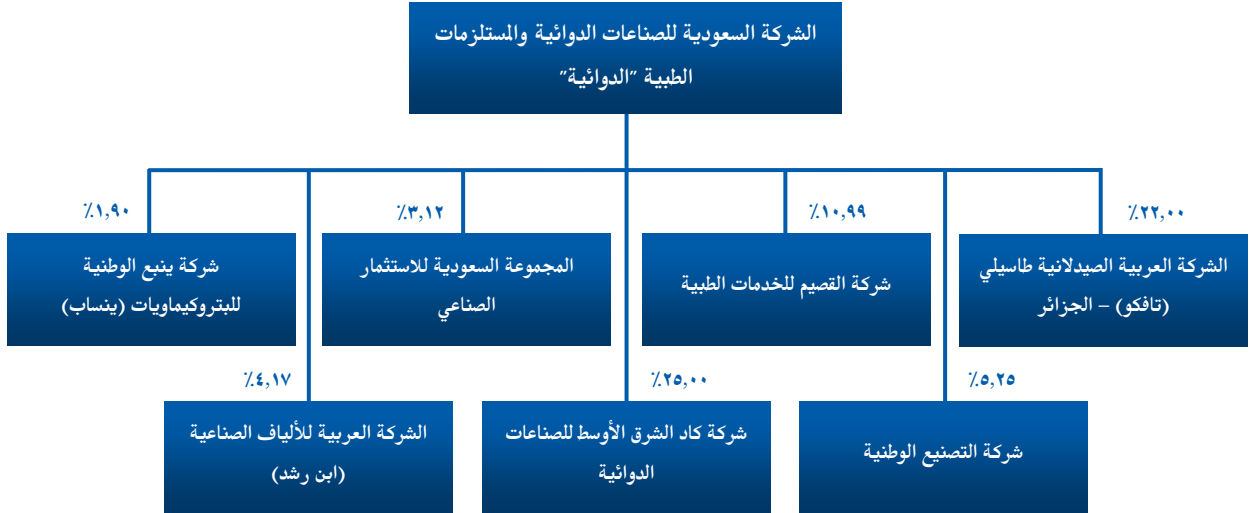 الشركة السعودية للصناعات الدوائية والمستلزمات
الطبية "الدوائية"
٪٢٢,٠٠
الشركة العربية الصيدلانية طاسيلي
(تافكو) – الجزائر
٪١٠,٩٩
شركة القصيم للخدمات الطبية
٪٣,١٢
المجموعة السعودية للاستثمار
الصناعي
٪١,٩٠
شركة ينبع الوطنية
للبتروكيماويات (ينساب)
٪٥,٢٥
شركة التصنيع الوطنية
٪٢٥,٠٠
شركة كاد الشرق الأوسط للصناعات
الدوائية
٪٤,١٧
الشركة العربية للألياف الصناعية
(ابن رشد)